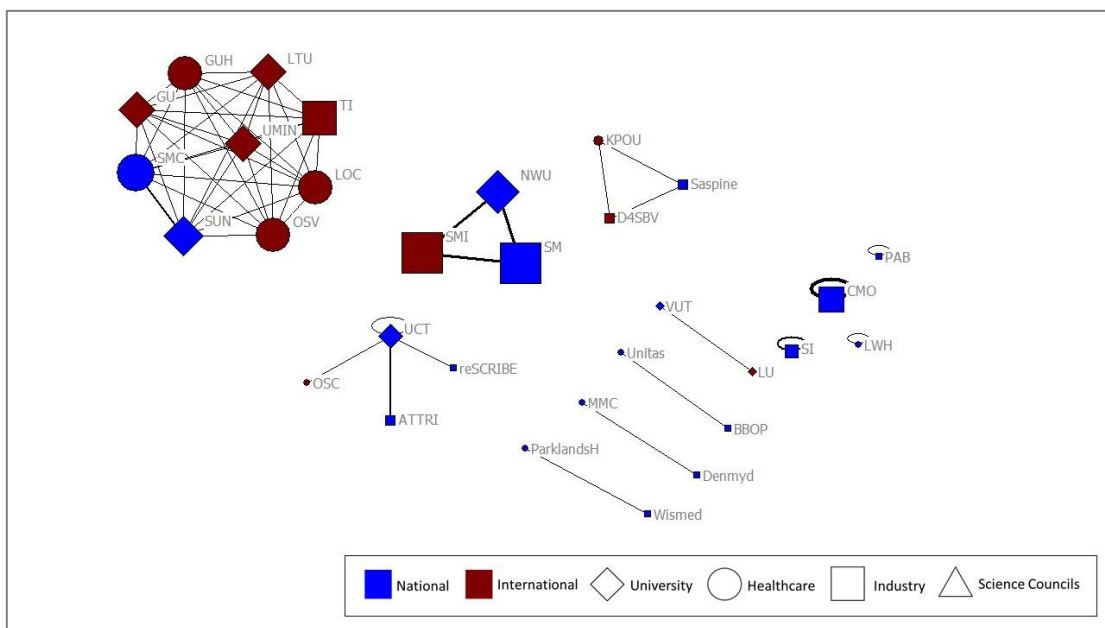 GUH
LTU
GU
TI
UMIN
SMC
LOC
SUN
OSV
KPOU
Saspine
D4SBV
NWU
SMI
SM
PAB
CMO
VUT
UCT
Unitas
SI
LWH
reSCRIBE
LU
OSC
MMC
ATTRI
BBOP
ParklandsH
Denmyd
Wismed
National International University Healthcare Industry Science Councils